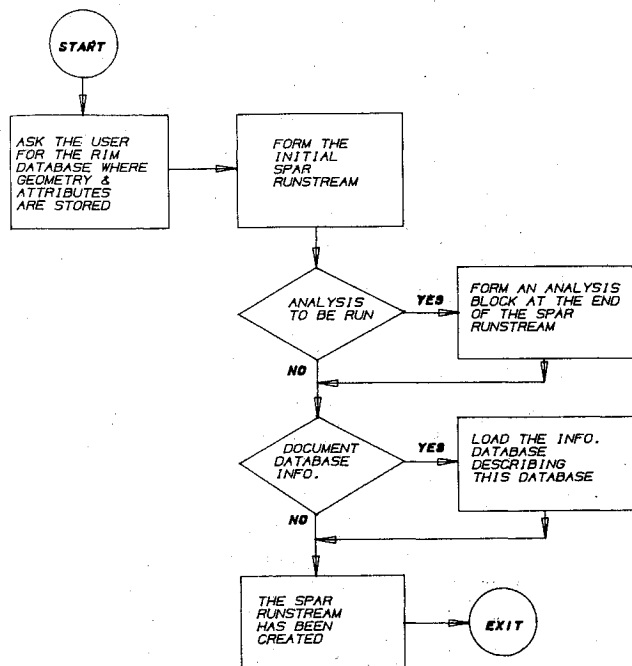 START
ASK THE USER
FOR THE RIM
DATABASE WHERE
GEOMETRY &
ATTRIBUTES
ARE STORED
FORM THE
INITIAL
SPAR
RUNSTREAM
ANALYSIS
TO BE RUN
YES
FORM AN ANALYSIS
BLOCK AT THE END
OF THE SPAR
RUNSTREAM
NO
DOCUMENT
DATABASE
INFO.
YES
LOAD THE INFO.
DATABASE
DESCRIBING
THIS DATABASE
NO
THE SPAR
RUNSTREAM
HAS BEEN
CREATED
EXIT